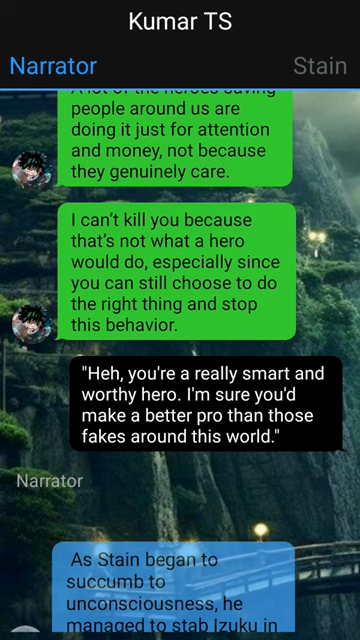 Kumar TS
Narrator
Stain
A lot of the heroes saving
people around us are
doing it just for attention
and money, not because
they genuinely care.
I can't kill you because
that's not what a hero
would do, especially since
you can still choose to do
the right thing and stop
this behavior.
"Heh, you're a really smart and
worthy hero. I'm sure you'd
make a better pro than those
fakes around this world."
Narrator
As Stain began to
succumb to
unconsciousness, he
managed to stab Izuku in